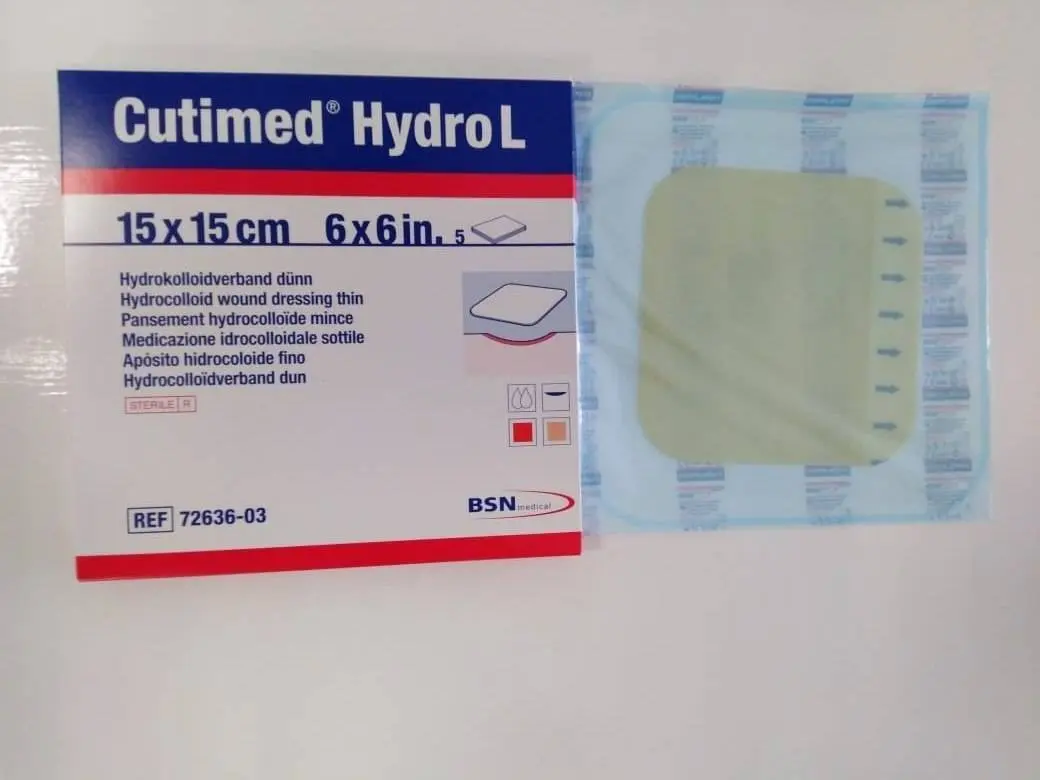 Cutimed® Hydro L
15 x 15 cm 6 x 6 in. 5
Hydrokolloidverband dünn
Hydrocolloid wound dressing thin
Pansement hydrocolloïde mince
Medicazione idrocolloidale sottile
Apósito hidrocoloide fino
Hydrocolloïdverband dun
STERILE R
REF 72636-03
BSN medical